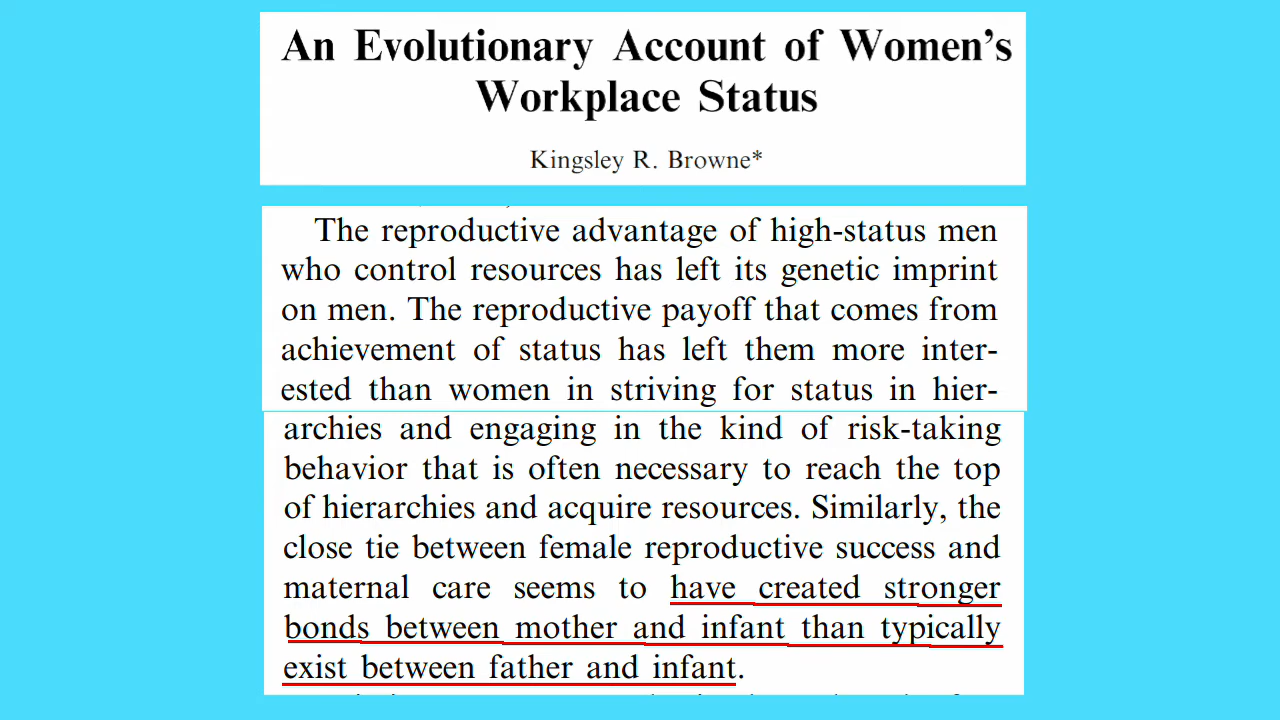 An Evolutionary Account of Women's
Workplace Status
Kingsley R. Browne*
The reproductive advantage of high-status men
who control resources has left its genetic imprint
on men. The reproductive payoff that comes from
achievement of status has left them more inter-
ested than women in striving for status in hier-
archies and engaging in the kind of risk-taking
behavior that is often necessary to reach the top
of hierarchies and acquire resources. Similarly, the
close tie between female reproductive success and
maternal care seems to have created stronger
bonds between mother and infant than typically
exist between father and infant.